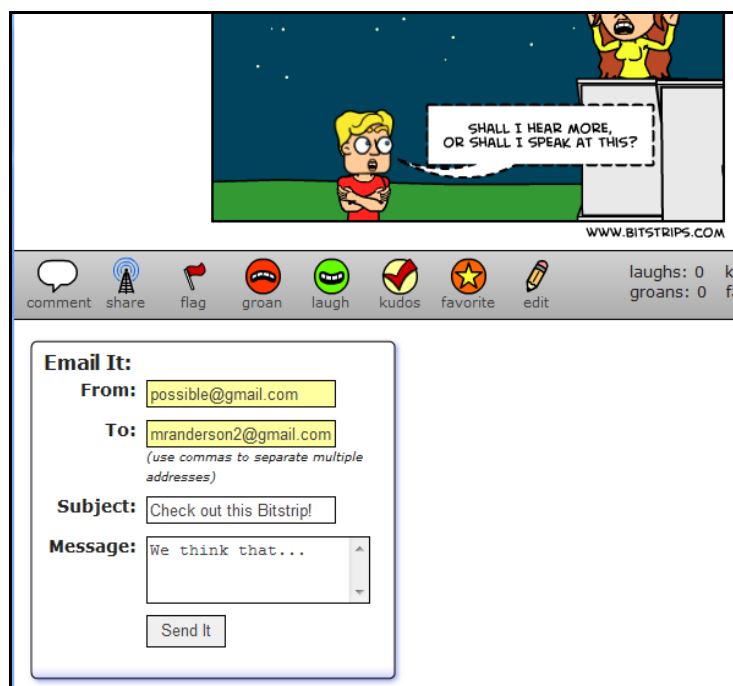 SHALL I HEAR MORE,
OR SHALL I SPEAK AT THIS?
WWW.BITSTRIPS.COM
comment share flag groan laugh kudos favorite edit
laughs: 0 k
groans: 0 f
Email It:
From: possible@gmail.com
To: mranderson2@gmail.com
(use commas to separate multiple
addresses)
Subject: Check out this Bitstrip!
Message: We think that...
Send It